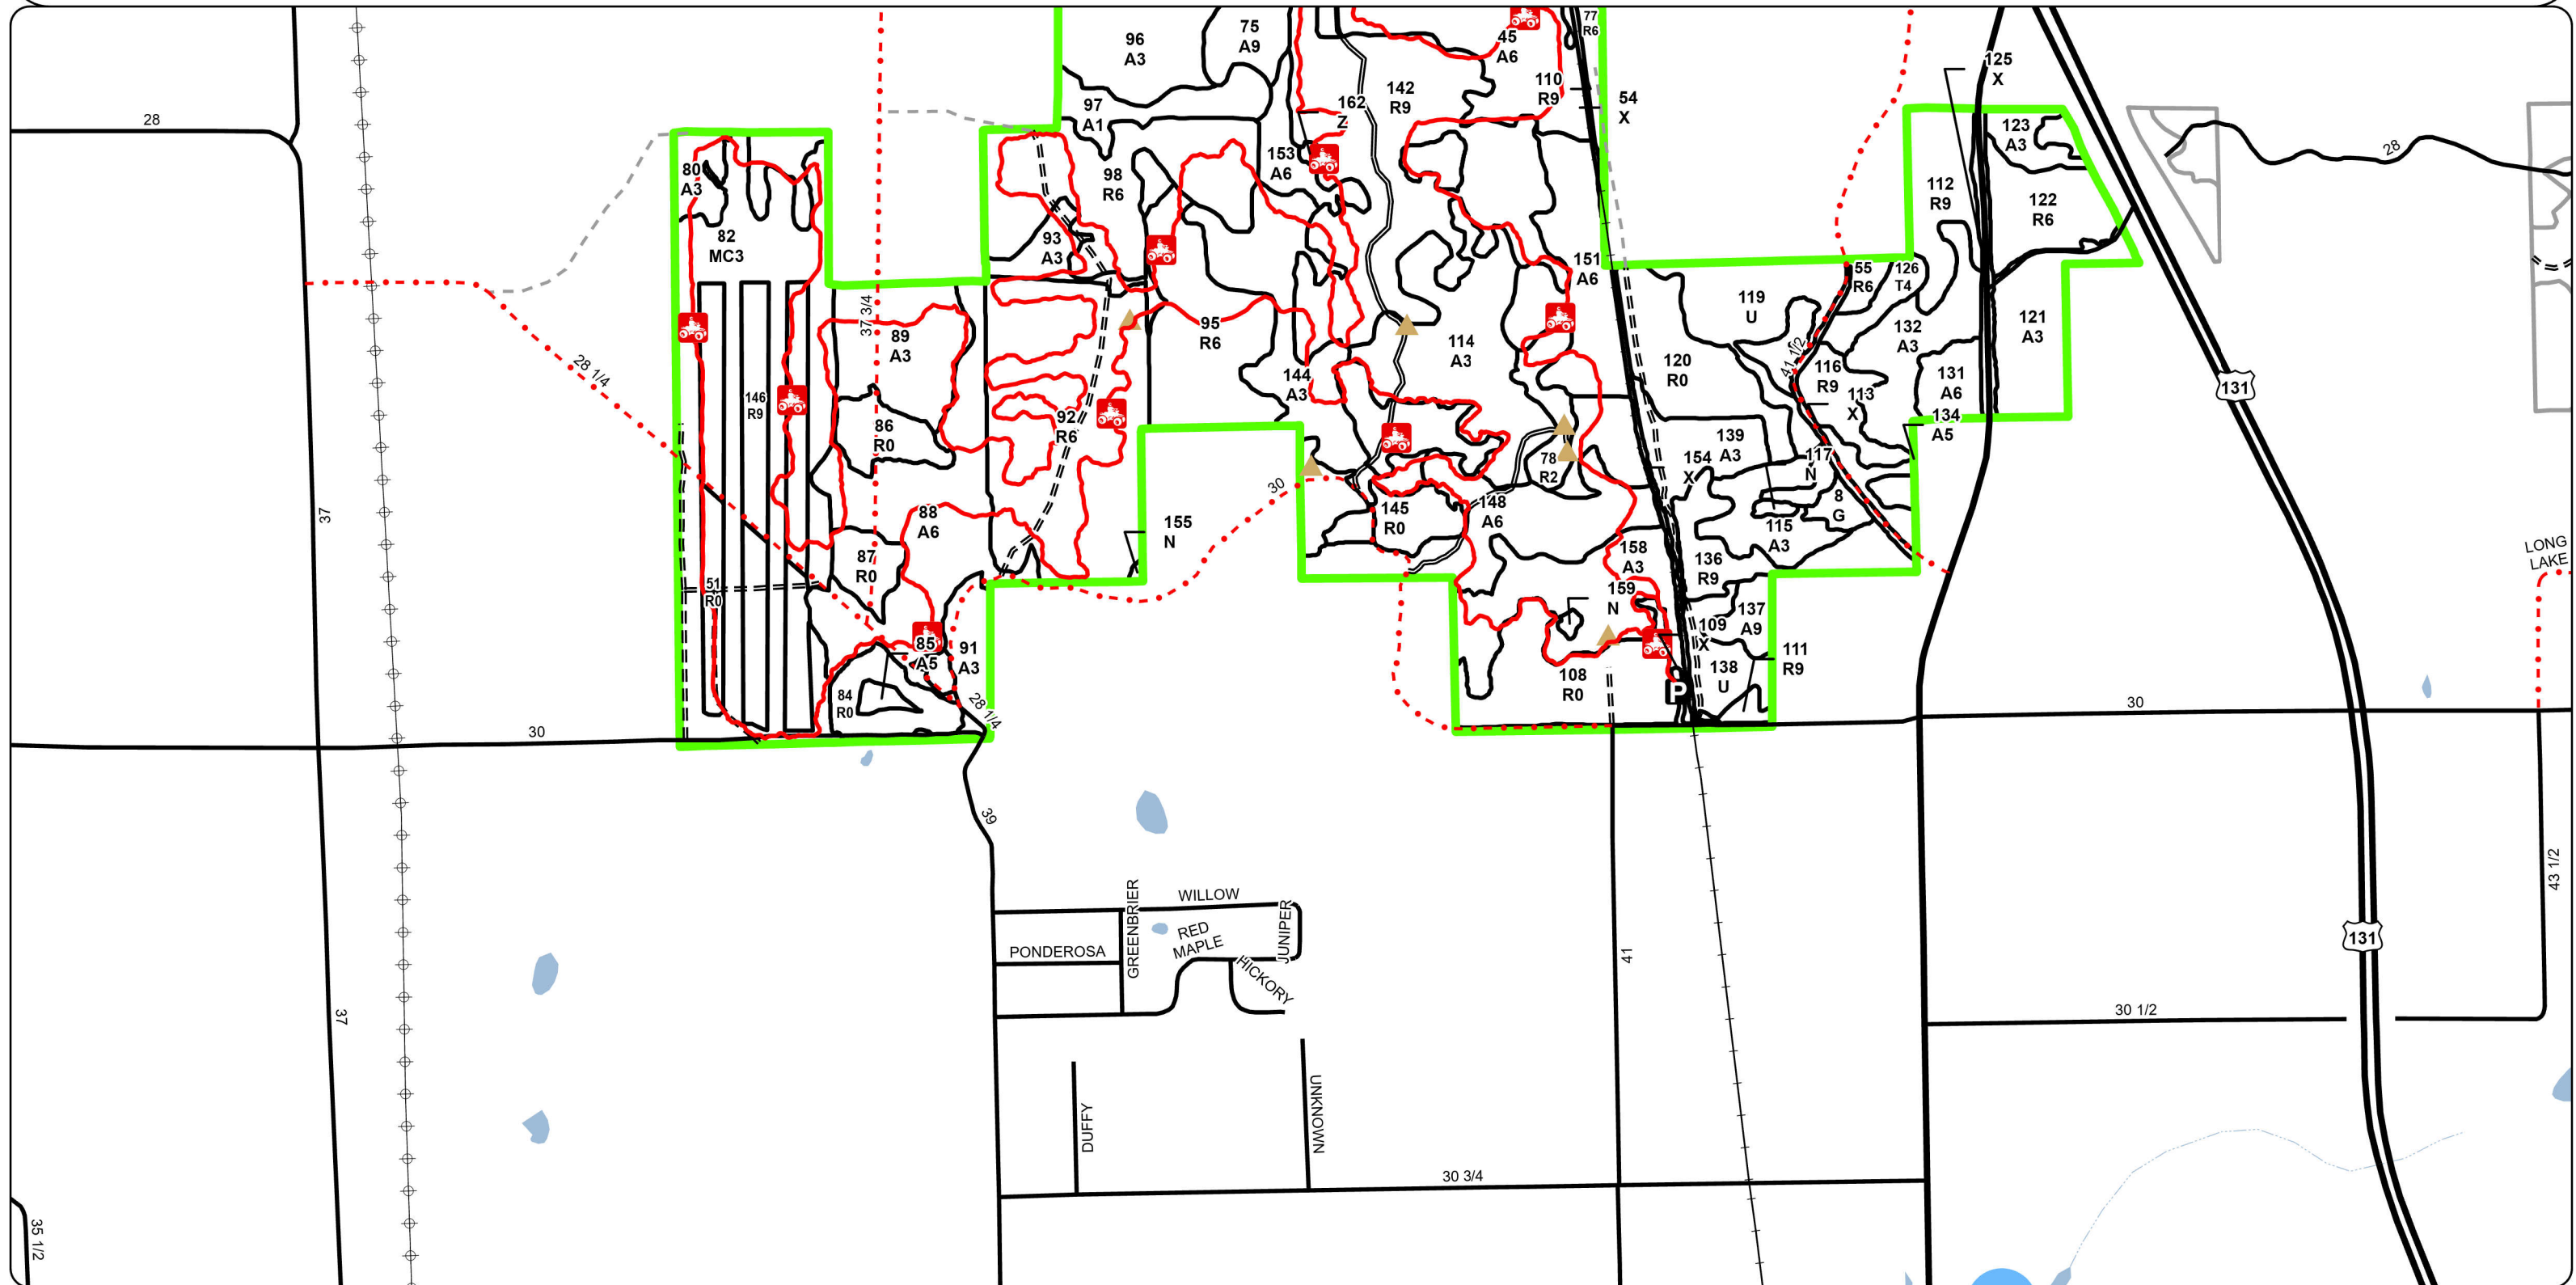 96
A3
75
A9
45
A6
77
R6
125
X
97
A1
162
Z
142
R9
110
R9
54
X
123
A3
28
28
80
A3
98
R6
153
A6
112
R9
122
R6
82
MC3
93
A3
151
A6
55
R6
126
T4
37 3/4
89
A3
95
R6
114
A3
119
U
132
A3
121
A3
28 1/4
144
A3
120
R0
41 1/2
116
R9
113
X
131
A6
131
146
R9
86
R0
92
R6
134
A5
139
A3
154
X
117
N
78
R2
30
37
88
A6
155
N
145
R0
148
A6
8
G
115
A3
87
R0
158
A3
136
R9
LONG
LAKE
51
R0
159
N
137
A9
109
X
85
A5
91
A3
111
R9
84
R0
108
R0
138
U
P
28 1/4
30
30
39
WILLOW
GREENBRIER
RED
MAPLE
JUNIPER
PONDEROSA
HICKORY
41
43 1/2
131
37
30 1/2
DUFFY
UNKNOWN
30 3/4
35 1/2